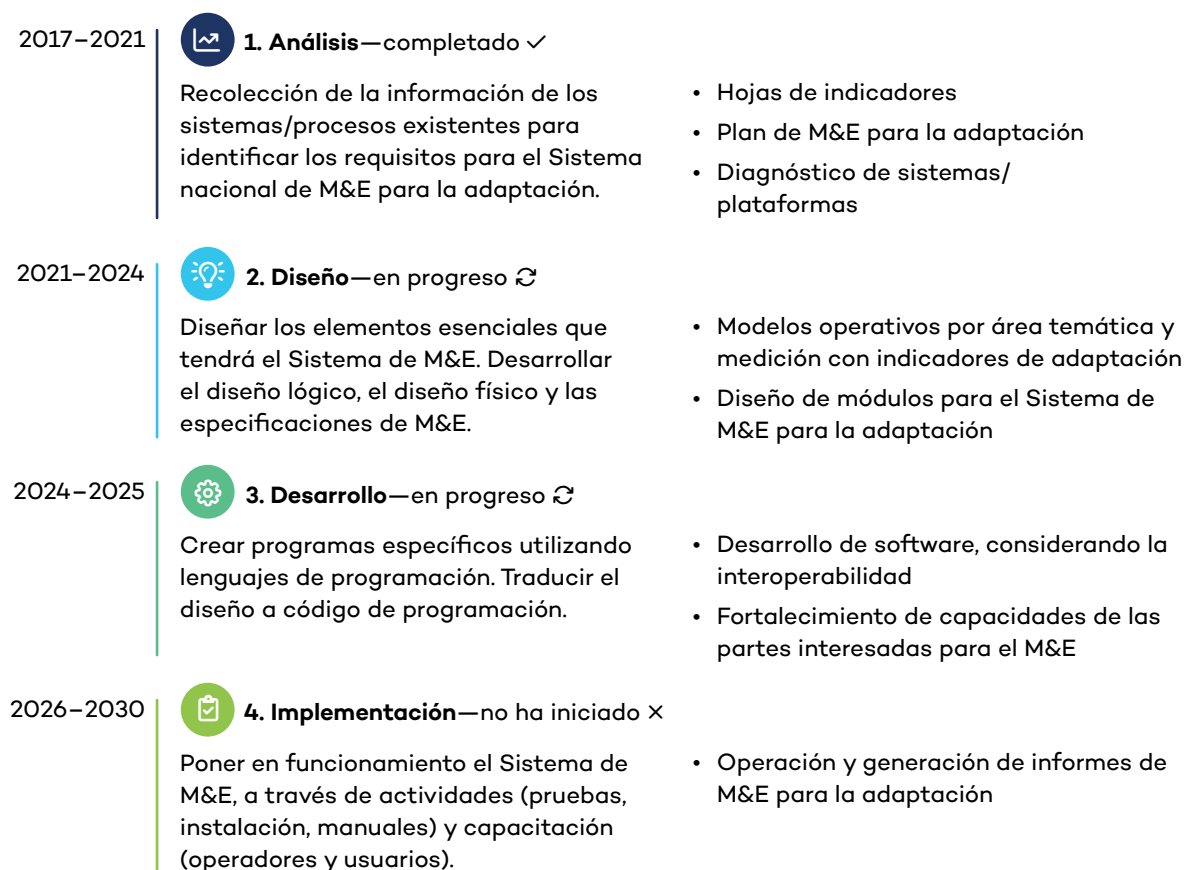 2017–2021
1. Análisis—completado ✓
Recolección de la información de los
sistemas/procesos existentes para
identificar los requisitos para el Sistema
nacional de M&E para la adaptación.
• Hojas de indicadores
• Plan de M&E para la adaptación
• Diagnóstico de sistemas/
plataformas
2021–2024
2. Diseño—en progreso
Diseñar los elementos esenciales que
tendrá el Sistema de M&E. Desarrollar
el diseño lógico, el diseño físico y las
especificaciones de M&E.
• Modelos operativos por área temática y
medición con indicadores de adaptación
• Diseño de módulos para el Sistema de
M&E para la adaptación
2024–2025
3. Desarrollo—en progreso
Crear programas específicos utilizando
lenguajes de programación. Traducir el
diseño a código de programación.
• Desarrollo de software, considerando la
interoperabilidad
• Fortalecimiento de capacidades de las
partes interesadas para el M&E
2026–2030
4. Implementación—no ha iniciado ×
Poner en funcionamiento el Sistema de
M&E, a través de actividades (pruebas,
instalación, manuales) y capacitación
(operadores y usuarios).
• Operación y generación de informes de
M&E para la adaptación